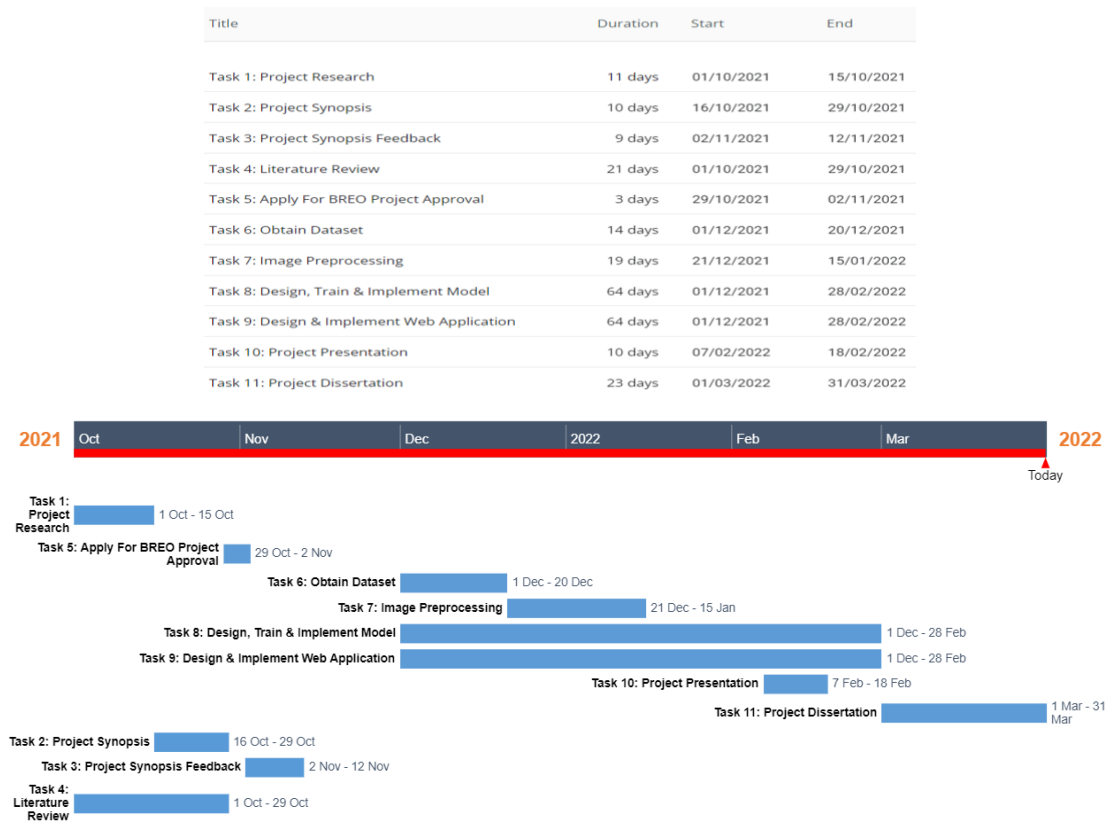 Title Duration Start End
Task 1: Project Research 11 days 01/10/2021 15/10/2021
Task 2: Project Synopsis 10 days 16/10/2021 29/10/2021
Task 3: Project Synopsis Feedback 9 days 02/11/2021 12/11/2021
Task 4: Literature Review 21 days 01/10/2021 29/10/2021
Task 5: Apply For BREO Project Approval 3 days 29/10/2021 02/11/2021
Task 6: Obtain Dataset 14 days 01/12/2021 20/12/2021
Task 7: Image Preprocessing 19 days 21/12/2021 15/01/2022
Task 8: Design, Train & Implement Model 64 days 01/12/2021 28/02/2022
Task 9: Design & Implement Web Application 64 days 01/12/2021 28/02/2022
Task 10: Project Presentation 10 days 07/02/2022 18/02/2022
Task 11: Project Dissertation 23 days 01/03/2022 31/03/2022
2021 Oct Nov Dec 2022 Feb Mar 2022
Today
Task 1:
Project
Research
1 Oct - 15 Oct
Task 5: Apply For BREO Project
Approval
29 Oct - 2 Nov
Task 6: Obtain Dataset 1 Dec - 20 Dec
Task 7: Image Preprocessing 21 Dec - 15 Jan
Task 8: Design, Train & Implement Model 1 Dec - 28 Feb
Task 9: Design & Implement Web Application 1 Dec - 28 Feb
Task 10: Project Presentation 7 Feb - 18 Feb
Task 11: Project Dissertation
1 Mar - 31
Mar
Task 2: Project Synopsis 16 Oct - 29 Oct
Task 3: Project Synopsis Feedback 2 Nov - 12 Nov
Task 4:
Literature
Review
1 Oct - 29 Oct